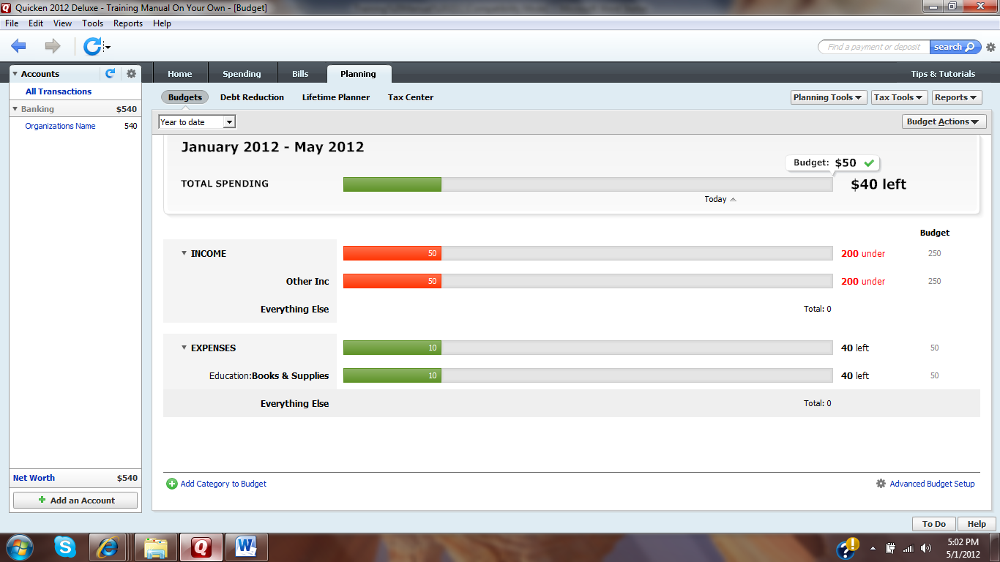 Quicken 2012 Deluxe - Training Manual On Your Own - [Budget]
File Edit View Tools Reports Help
Find a payment or deposit search
Accounts
Home Spending Bills Planning Tips & Tutorials
All Transactions
Budgets Debt Reduction Lifetime Planner Tax Center Planning Tools Tax Tools Reports
Banking $540
Organizations Name 540
Year to date Budget Actions
January 2012 - May 2012
Budget: $50
TOTAL SPENDING $40 left
Today
Budget
INCOME 50 200 under 250
Other Inc 50 200 under 250
Everything Else Total: 0
EXPENSES 10 40 left 50
Education:Books & Supplies 10 40 left 50
Everything Else Total: 0
Net Worth $540
Add Category to Budget Advanced Budget Setup
Add an Account
To Do Help
5:02 PM
5/1/2012